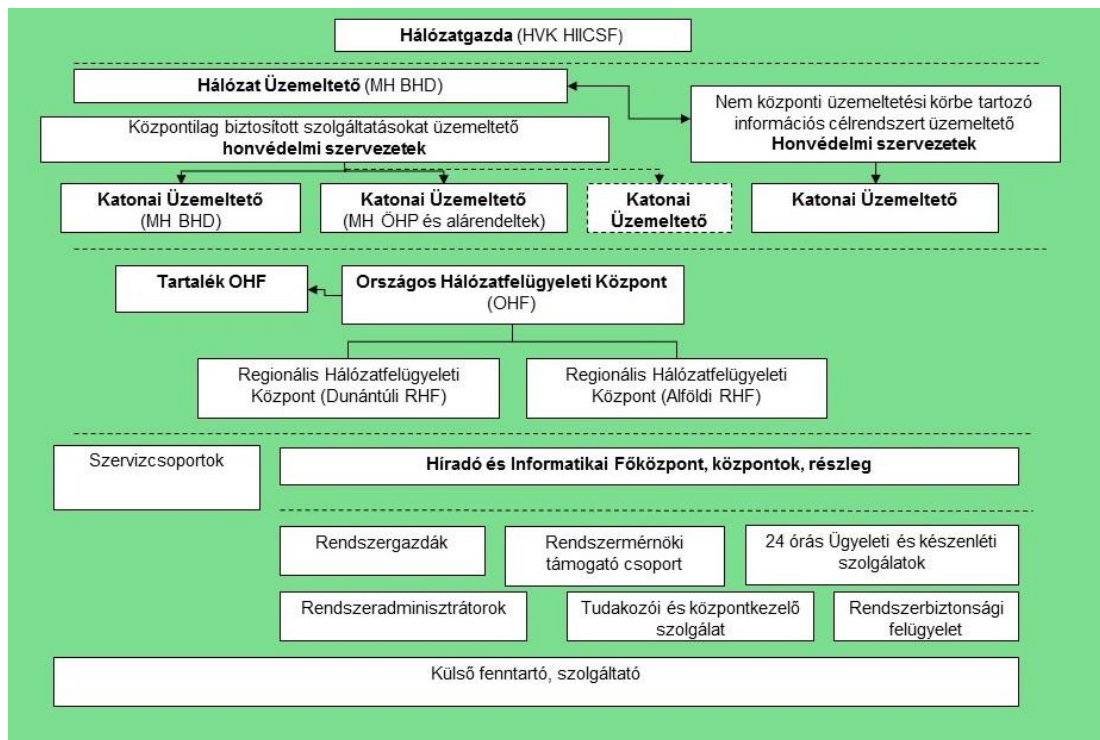 Hálózatgazda (HVK HIICSF)
Hálózat Üzemeltető (MH BHD)
Nem központi üzemeltetési körbe tartozó
információs célrendszert üzemeltető
Honvédelmi szervezetek
Központilag biztosított szolgáltatásokat üzemeltető
honvédelmi szervezetek
Katonai Üzemeltető
(MH BHD)
Katonai Üzemeltető
(MH ÖHP és alárendeltek)
Katonai
Üzemeltető
Katonai Üzemeltető
Tartalék OHF
Országos Hálózatfelügyeleti Központ
(OHF)
Regionális Hálózatfelügyeleti
Központ (Dunántúli RHF)
Regionális Hálózatfelügyeleti
Központ (Alföldi RHF)
Szervizcsoportok
Híradó és Informatikai Főközpont, központok, részleg
Rendszergazdák
Rendszermérnöki
támogató csoport
24 órás Ügyeleti és készenléti
szolgálatok
Rendszeradminisztrátorok
Tudakozói és központkezelő
szolgálat
Rendszerbiztonsági
felügyelet
Külső fenntartó, szolgáltató